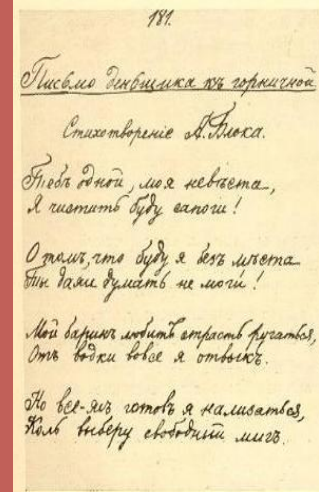 181.
Письмо деньщика къ горничной
Стихотвореніе А. Блока.
Тебѣ одной, моя невѣста,
Я чистить буду сапоги!
О томъ, что буду я безъ мѣста
Ты даже думать не моги!
Мой баринъ любитъ страсть ругаться,
Отъ водки вовсе я отвыкъ.
Но все-жъ готовъ я нализаться,
Коль выберу свободный мигъ.